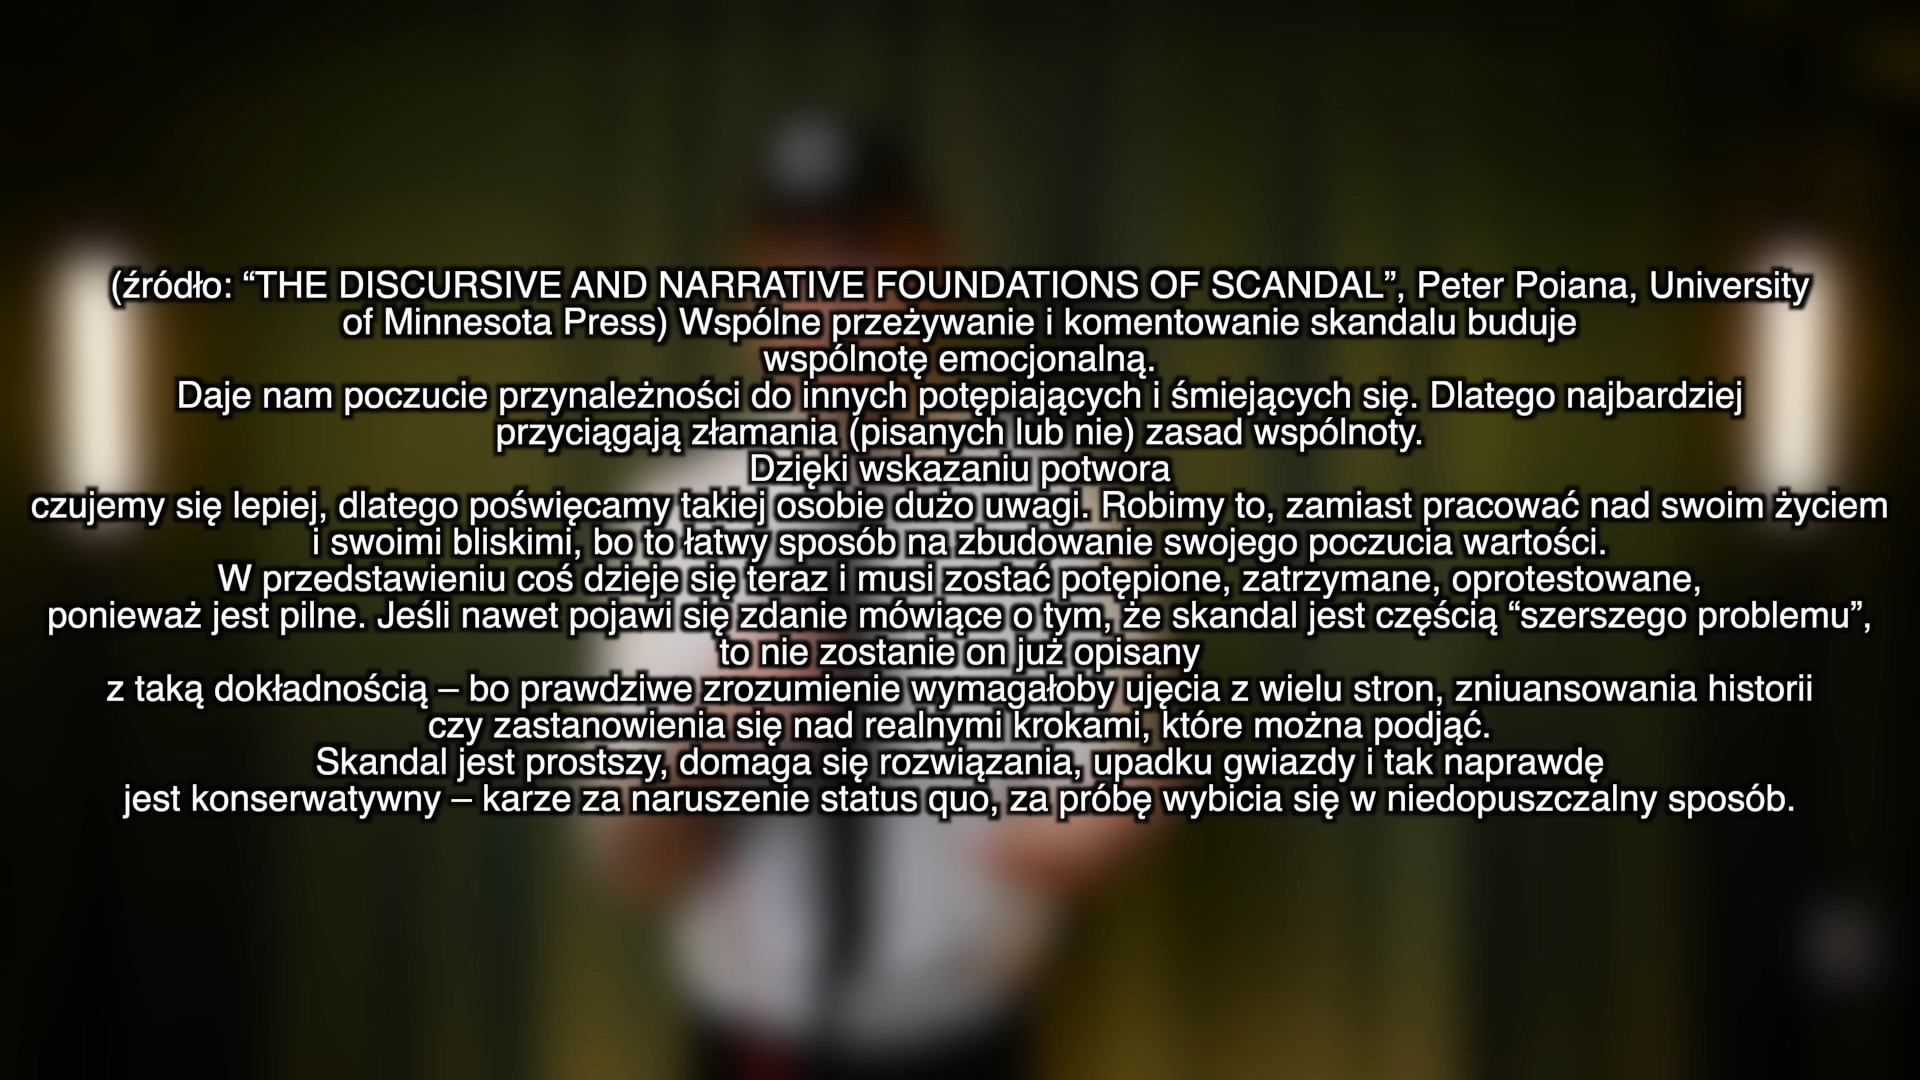 (źródło: “THE DISCURSIVE AND NARRATIVE FOUNDATIONS OF SCANDAL”, Peter Poiana, University
of Minnesota Press) Wspólne przeżywanie i komentowanie skandalu buduje
wspólnotę emocjonalną.
Daje nam poczucie przynależności do innych potępiających i śmiejących się. Dlatego najbardziej
przyciągają złamania (pisanych lub nie) zasad wspólnoty.
Dzięki wskazaniu potwora
czujemy się lepiej, dlatego poświęcamy takiej osobie dużo uwagi. Robimy to, zamiast pracować nad swoim życiem
i swoimi bliskimi, bo to łatwy sposób na zbudowanie swojego poczucia wartości.
W przedstawieniu coś dzieje się teraz i musi zostać potępione, zatrzymane, oprotestowane,
ponieważ jest pilne. Jeśli nawet pojawi się zdanie mówiące o tym, że skandal jest częścią “szerszego problemu”,
to nie zostanie on już opisany
z taką dokładnością – bo prawdziwe zrozumienie wymagałoby ujęcia z wielu stron, zniuansowania historii
czy zastanowienia się nad realnymi krokami, które można podjąć.
Skandal jest prostszy, domaga się rozwiązania, upadku gwiazdy i tak naprawdę
jest konserwatywny – karze za naruszenie status quo, za próbę wybicia się w niedopuszczalny sposób.